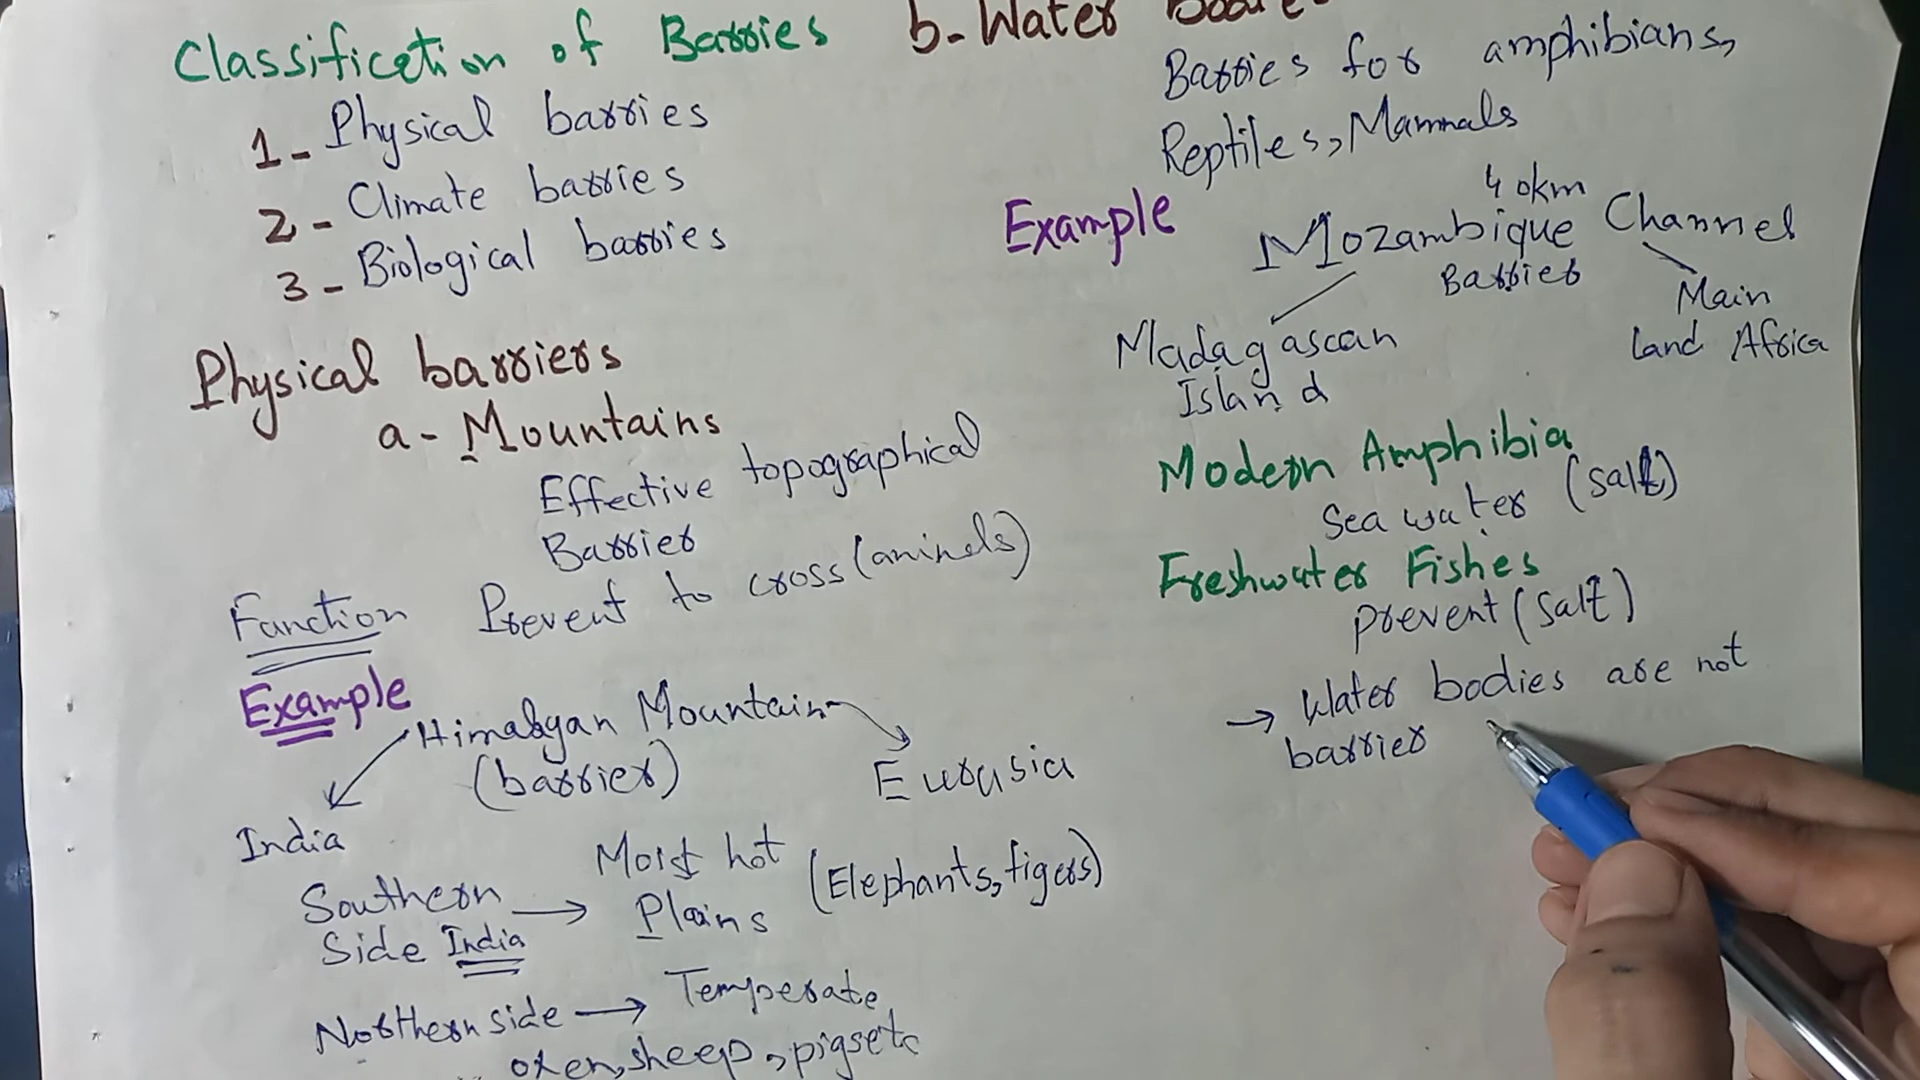 Classification of Barries
1- Physical barries
2- Climate barries
3- Biological barries
Physical barriers
a- Mountains
Effective topographical
Barrier
Function Prevent to cross (aninels)
Example
Himalayan Mountain
(barrier)
Eurasia
India
Southern
Side India
Moist hot
Plains
(Elephants, tigers)
Northern side
Temperate
oxen, sheep, pigs etc
b- Water
Barries for amphibians,
Reptiles, Mammals
Example
40km
Mozambique Channel
Barrier
Main
land Africa
Madagascan
Island
Modern Amphibia
Sea water (Salt)
Freshwater Fishes
prevent (Salt)
→ Water bodies are not
barrier